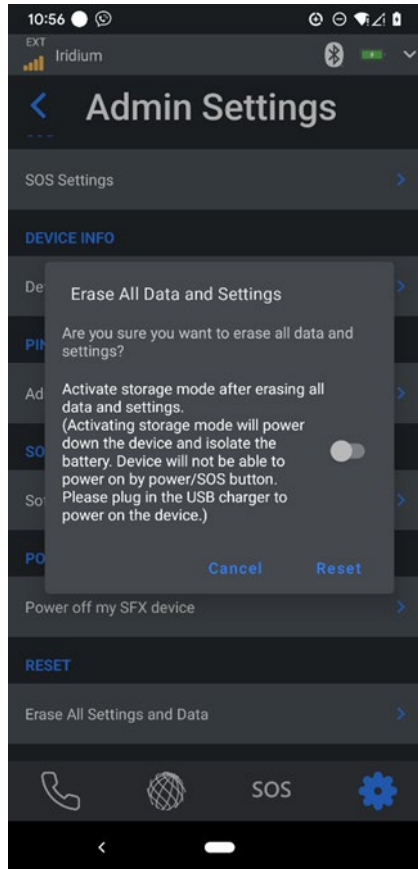 10:56
EXT
Iridium
Admin Settings
SOS Settings
DEVICE INFO
De
Erase All Data and Settings
PIN
Are you sure you want to erase all data and
settings?
Ad
Activate storage mode after erasing all
data and settings.
(Activating storage mode will power
down the device and isolate the
battery. Device will not be able to
power on by power/SOS button.
Please plug in the USB charger to
power on the device.)
SO
Sof
PO
Cancel Reset
Power off my SFX device
RESET
Erase All Settings and Data
SOS